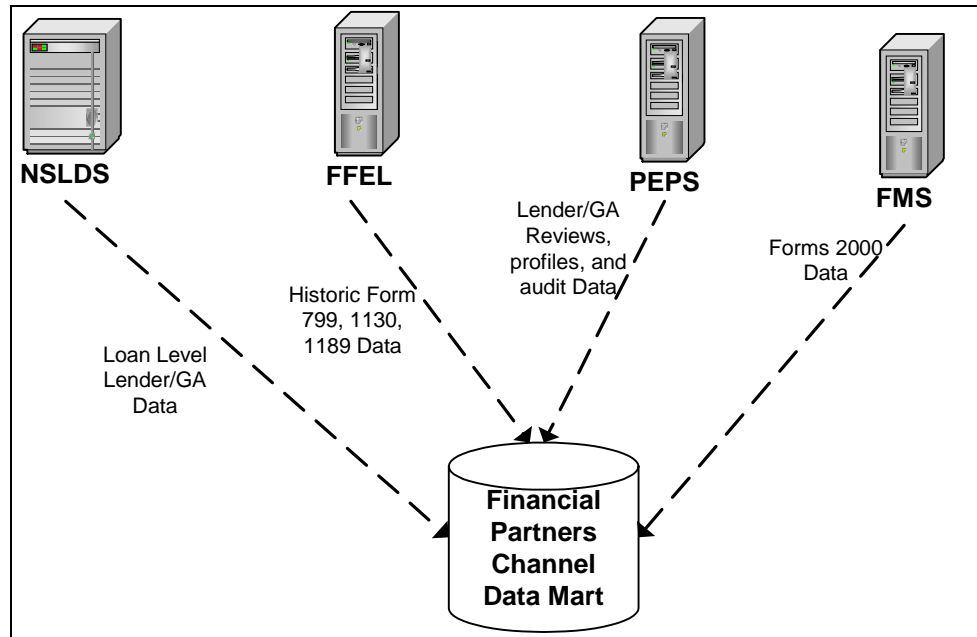 NSLDS
FFEL
PEPS
FMS
Lender/GA
Reviews,
profiles, and
audit Data
Forms 2000
Data
Historic Form
799, 1130,
1189 Data
Loan Level
Lender/GA
Data
Financial
Partners
Channel
Data Mart